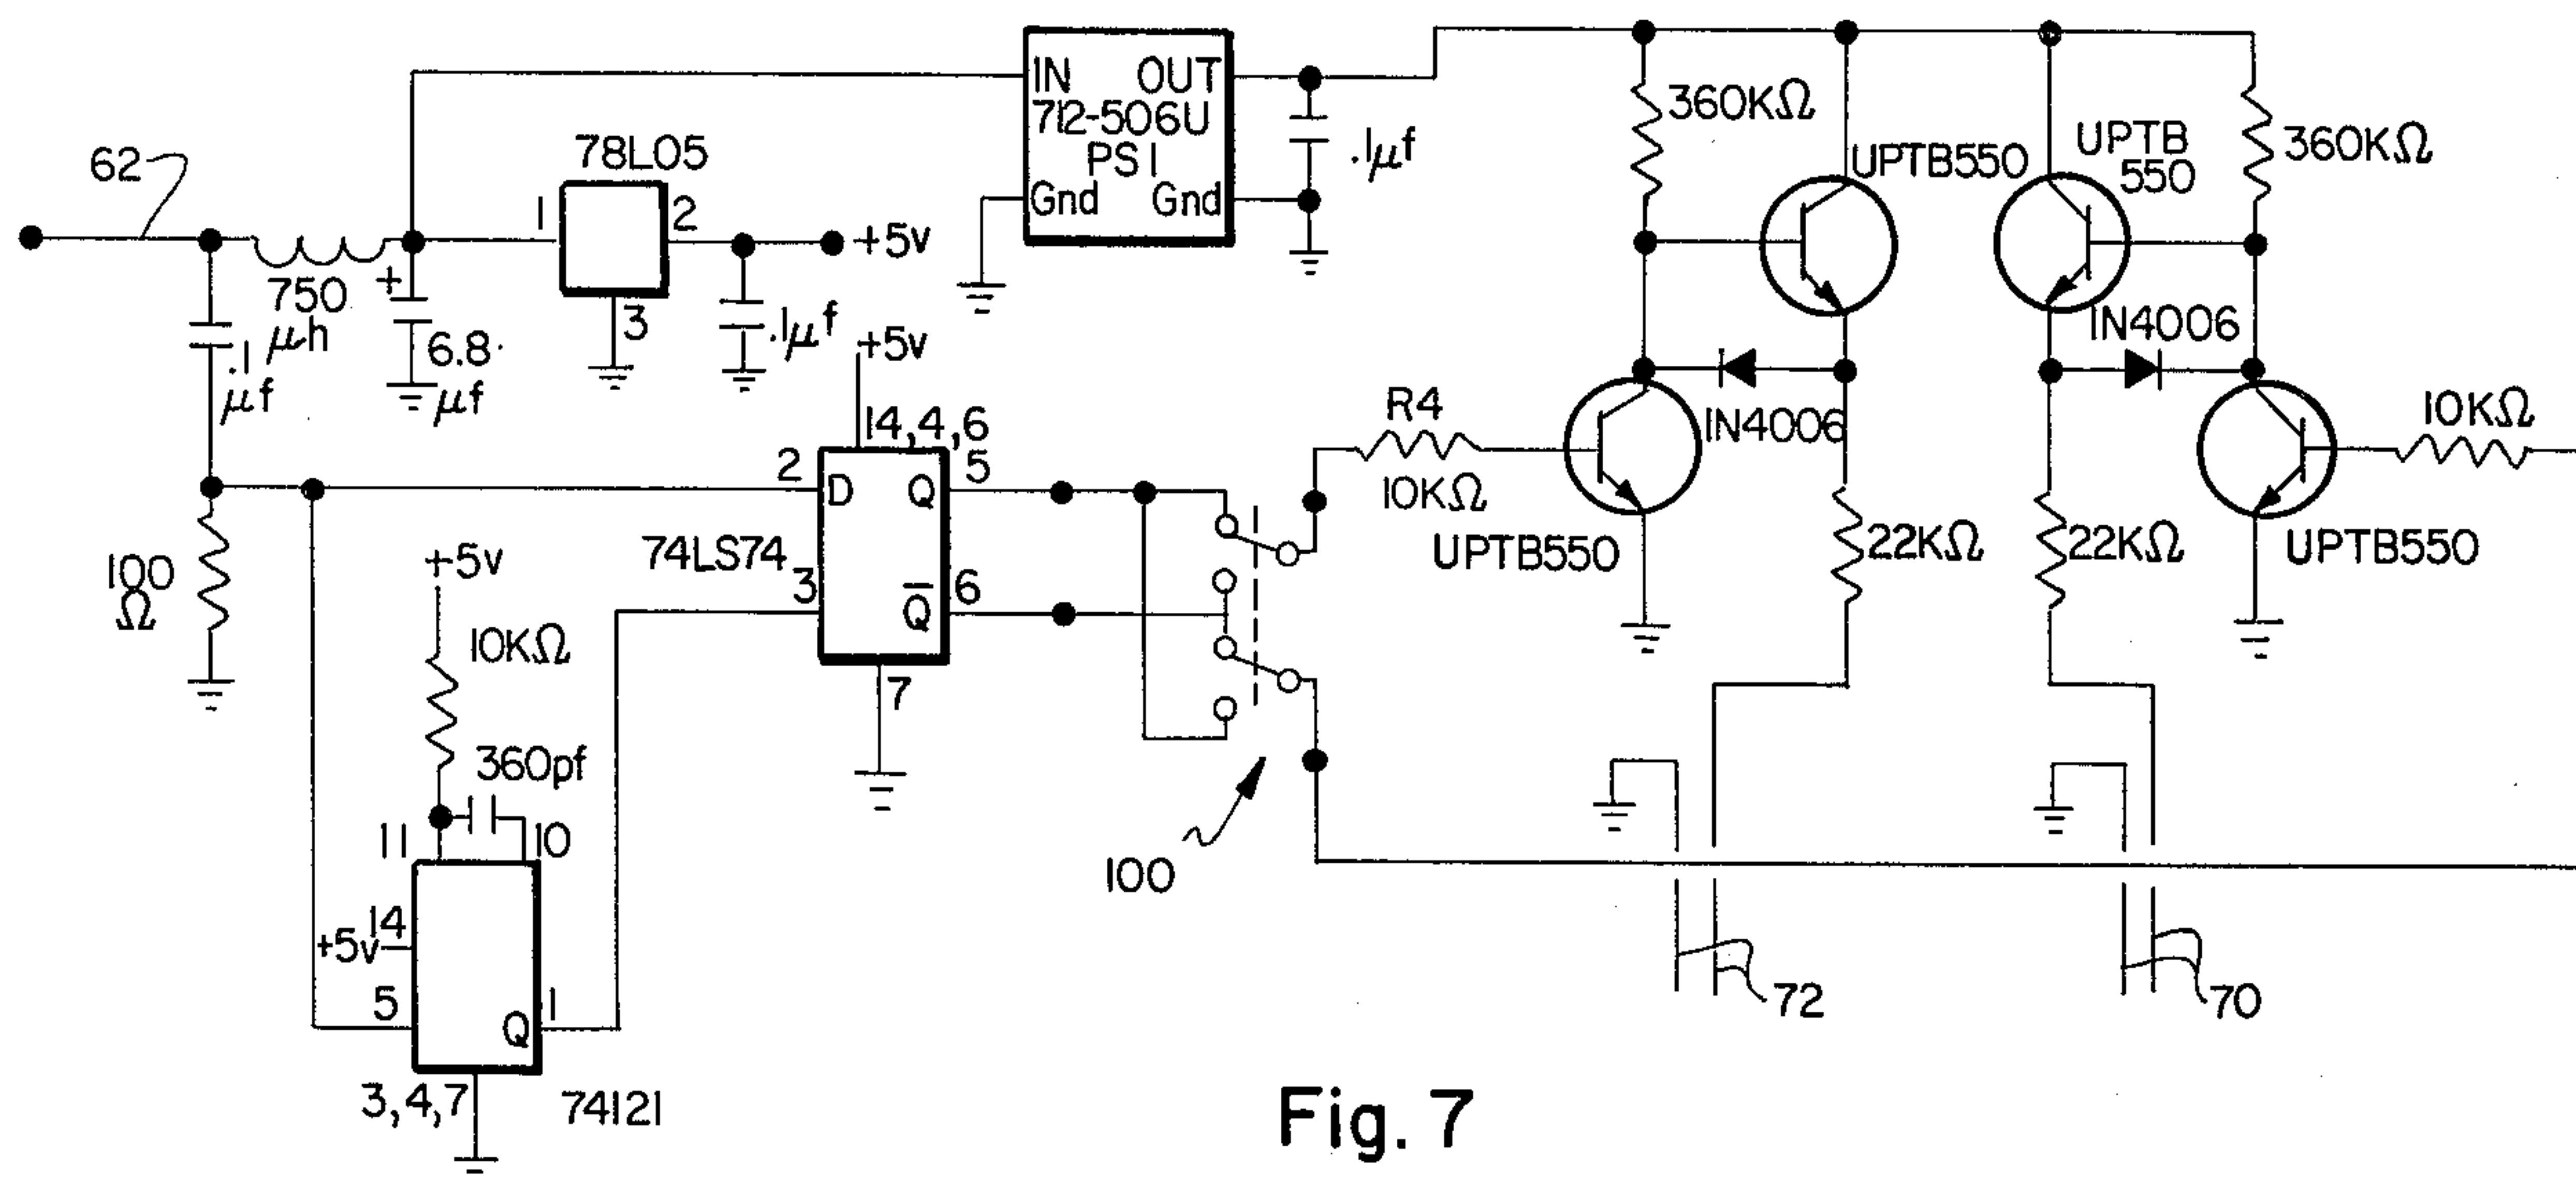 62
750
μh
.1
μf
+
6.8
μf
78L05
1
2
3
+5v
.1μf
IN OUT
712-506U
PS1
Gnd Gnd
.1μf
360KΩ
UPTB550
UPTB
550
360KΩ
IN4006
IN4006
R4
10KΩ
UPTB550
22KΩ
22KΩ
10KΩ
UPTB550
100
Ω
+5v
14,4,6
2
D Q
5
74LS74
3
Q̅
6
7
+5v
10KΩ
360pf
11
10
14
+5v
5
Q
1
3,4,7
74121
100
72
70
Fig. 7